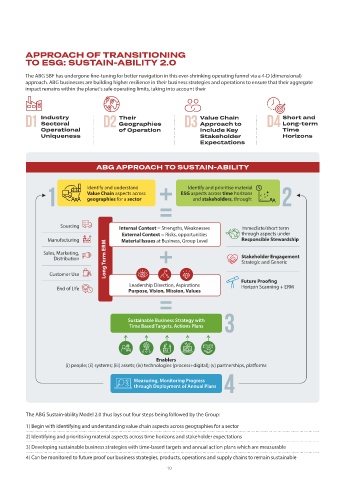 APPROACH OF TRANSITIONING
TO ESG: SUSTAIN-ABILITY 2.0
The ABG SBF has undergone fine-tuning for better navigation in this ever shrinking operating funnel via a 4-D (dimensional)
approach. ABG businesses are building higher resilience in their business strategies and operations to ensure that their aggregate
impact remains within the planet's safe operating limits, taking into account their
D1 Industry
Sectoral
Operational
Uniqueness
D2 Their
Geographies
of Operation
D3 Value Chain
Approach to
Include Key
Stakeholder
Expectations
D4 Short and
Long-term
Time
Horizons
ABG APPROACH TO SUSTAIN-ABILITY
1
Identify and understand
Value Chain aspects across
geographies for a sector
+
Identify and prioritise material
ESG aspects across time horizons
and stakeholders, through
2
=
Sourcing
Manufacturing
Sales, Marketing,
Distribution
Customer Use
End of Life
Long Term ERM
Internal Context = Strengths, Weaknesses
External Context = Risks, opportunities
Material Issues at Business, Group Level
+
Leadership Direction, Aspirations
Purpose, Vision, Mission, Values
Immediate/short term
through aspects under
Responsible Stewardship
Stakeholder Engagement
Strategic and Generic
Future Proofing
Horizon Scanning + ERM
=
Sustainable Business Strategy with
Time Based Targets, Actions Plans
3
Enablers
(i) people; (ii) systems; (iii) assets; (iv) technologies (process+digital); (v) partnerships, platforms
Measuring, Monitoring Progress
through Deployment of Annual Plans
4
The ABG Sustain-ability Model 2.0 thus lays out four steps being followed by the Group:
1) Begin with identifying and understanding value chain aspects across geographies for a sector
2) Identifying and prioritising material aspects across time horizons and stakeholder expectations
3) Developing sustainable business strategies with time-based targets and annual action plans which are measurable
4) Can be monitored to future proof our business strategies, products, operations and supply chains to remain sustainable